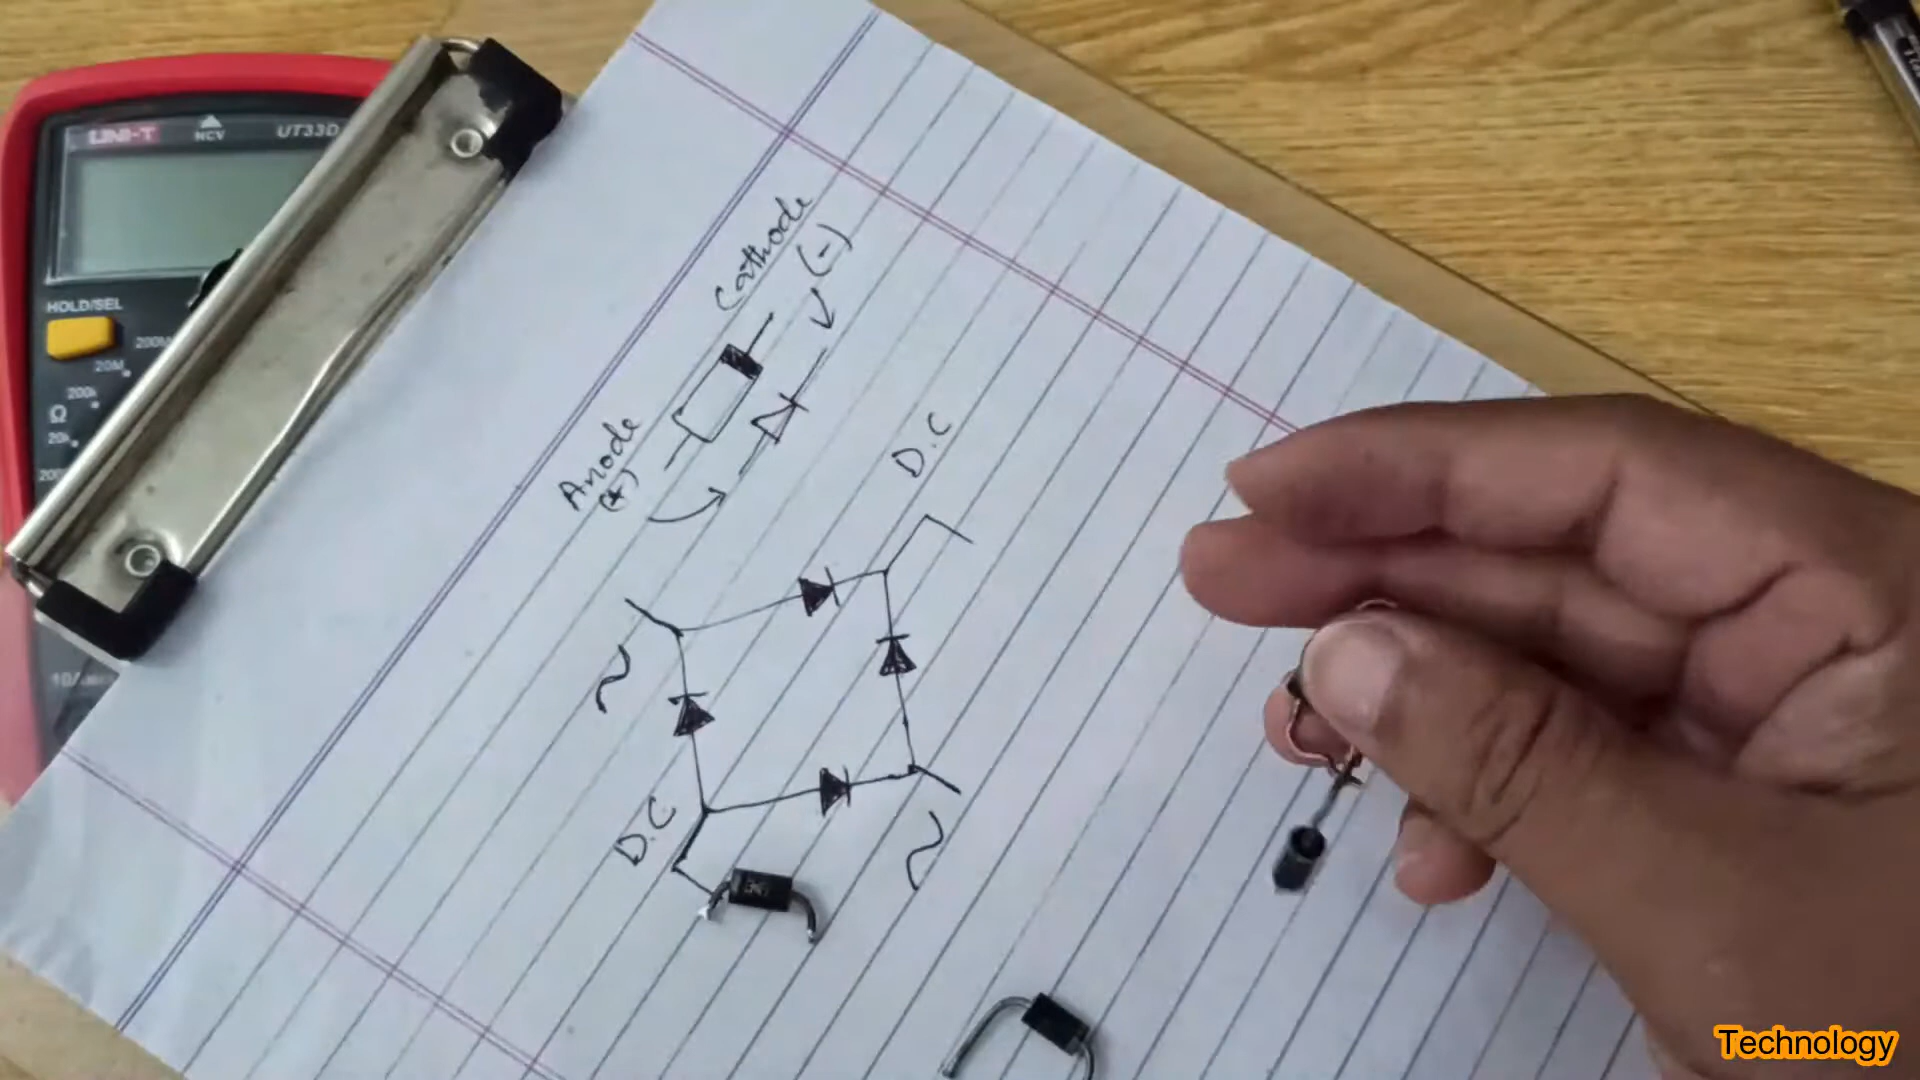 UNI-T
NCV
UT33D
HOLD/SEL
200M
20M
200k
Ω
20k
Cathode
(-)
Anode
(+)
D.C
~
D.C
~
Technology